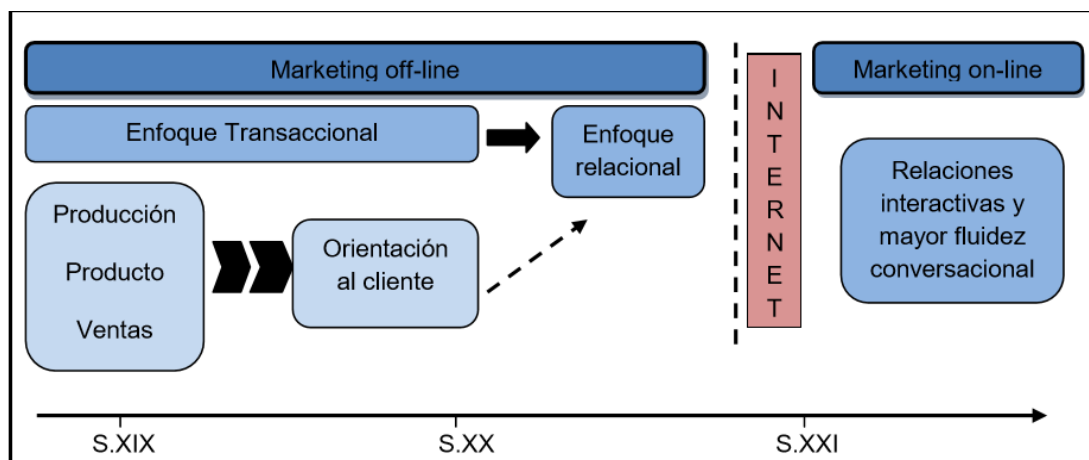 Marketing off-line
Enfoque Transaccional
Enfoque
relacional
Producción
Producto
Ventas
Orientación
al cliente
INTERNET
Marketing on-line
Relaciones
interactivas y
mayor fluidez
conversacional
S.XIX
S.XX
S.XXI